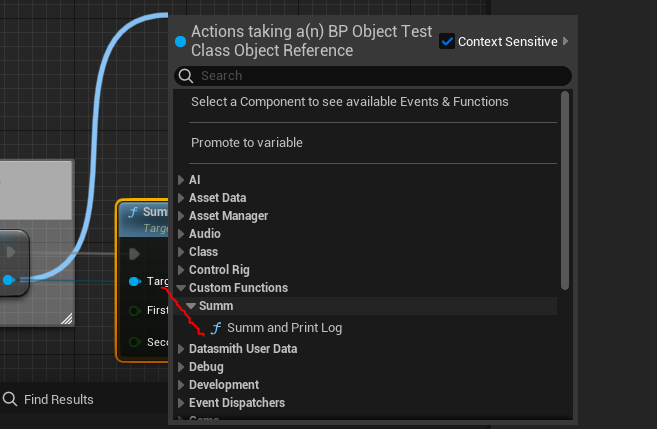 Actions taking a(n) BP Object Test
Class Object Reference
Context Sensitive
Search
Select a Component to see available Events & Functions
Promote to variable
AI
Asset Data
Asset Manager
Audio
Class
Control Rig
Custom Functions
Summ
f Summ and Print Log
Datasmith User Data
Debug
Development
Event Dispatchers
f Summ
Targe
Targ
First
Seco
Find Results